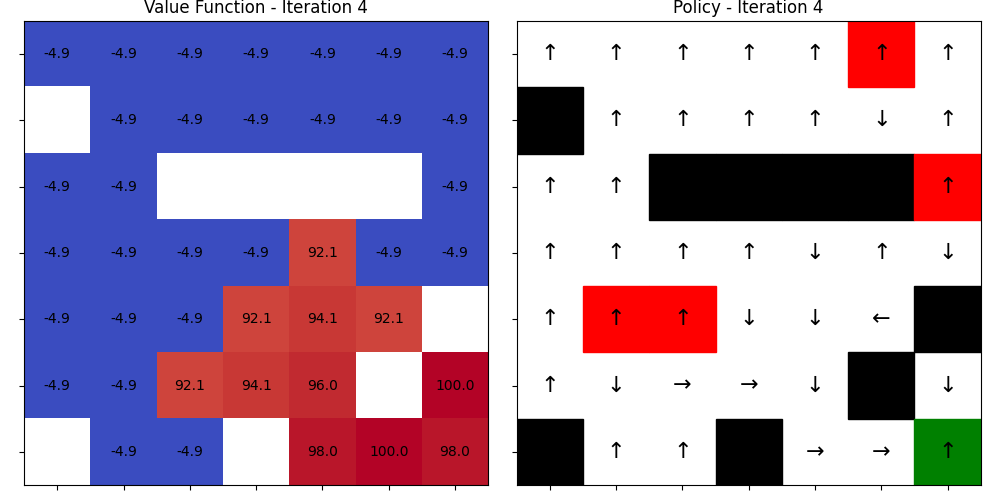 Value Function - Iteration 4
-4.9 -4.9 -4.9 -4.9 -4.9 -4.9 -4.9
-4.9 -4.9 -4.9 -4.9 -4.9 -4.9
-4.9 -4.9 -4.9
-4.9 -4.9 -4.9 -4.9 92.1 -4.9 -4.9
-4.9 -4.9 -4.9 92.1 94.1 92.1
-4.9 -4.9 92.1 94.1 96.0 100.0
-4.9 -4.9 98.0 100.0 98.0
Policy - Iteration 4
↑ ↑ ↑ ↑ ↑ ↑ ↑
↑ ↑ ↑ ↑ ↓ ↑
↑ ↑ ↑
↑ ↑ ↑ ↑ ↓ ↑ ↓
↑ ↑ ↑ ↓ ↓ ←
↑ ↓ → → ↓ ↓
↑ ↑ → → ↑